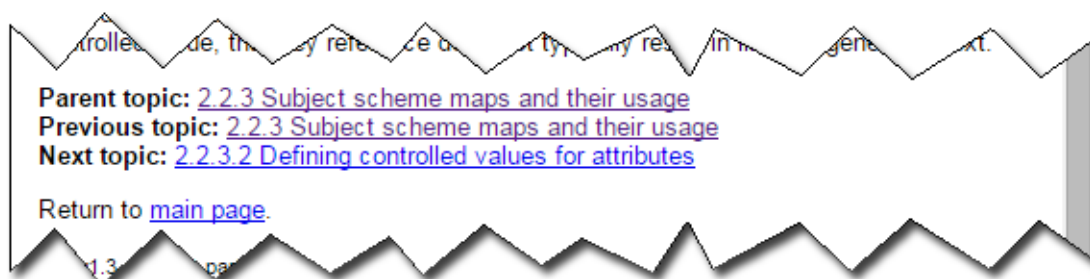 in
Parent topic: 2.2.3 Subject scheme maps and their usage
Previous topic: 2.2.3 Subject scheme maps and their usage
Next topic: 2.2.3.2 Defining controlled values for attributes
Return to main page.